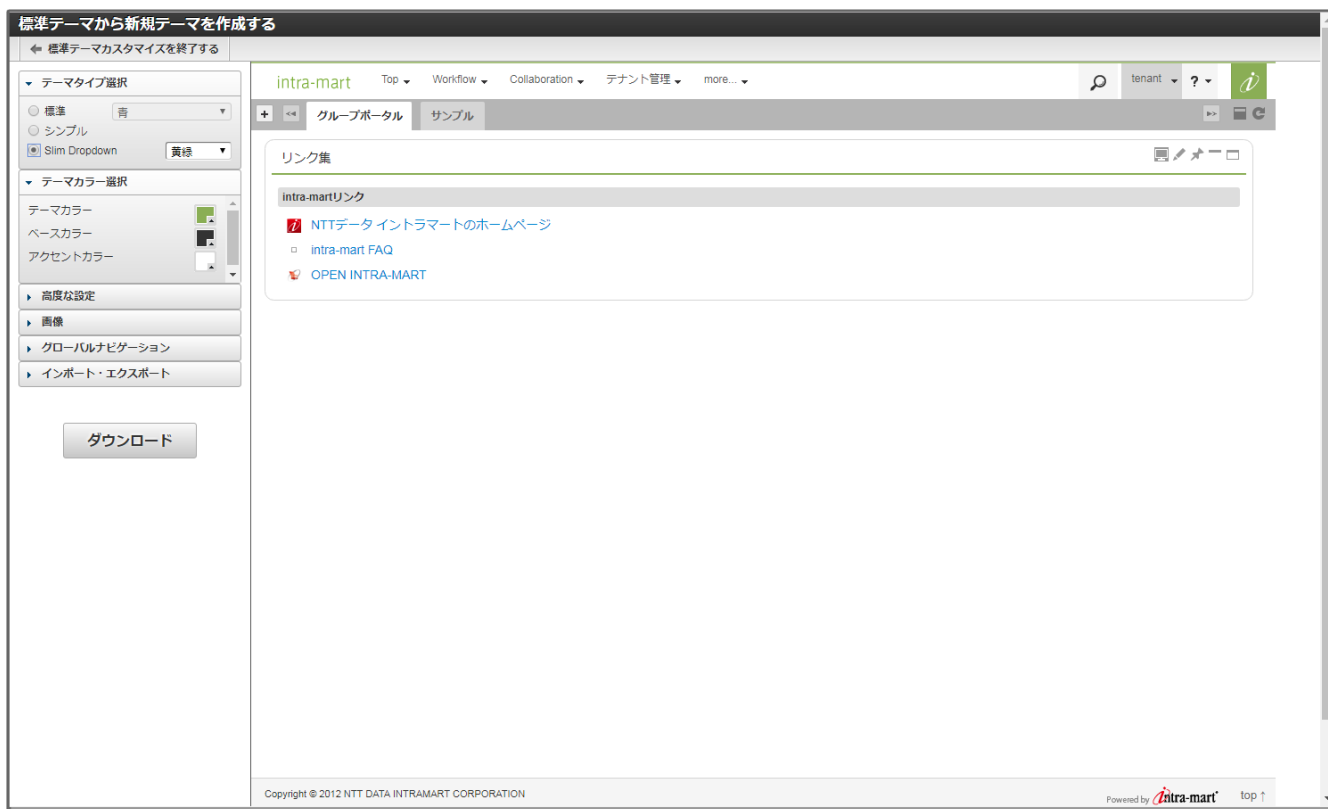 標準テーマから新規テーマを作成する
標準テーマカスタマイズを終了する
テーマタイプ選択
標準 青
シンプル
Slim Dropdown 黄緑
テーマカラー選択
テーマカラー
ベースカラー
アクセントカラー
高度な設定
画像
グローバルナビゲーション
インポート・エクスポート
ダウンロード
intra-mart Top Workflow Collaboration テナント管理 more... tenant ?
グループポータル サンプル
リンク集
intra-martリンク
NTTデータ イントラマートのホームページ
intra-mart FAQ
OPEN INTRA-MART
Copyright © 2012 NTT DATA INTRAMART CORPORATION
Powered by intra-mart top ↑